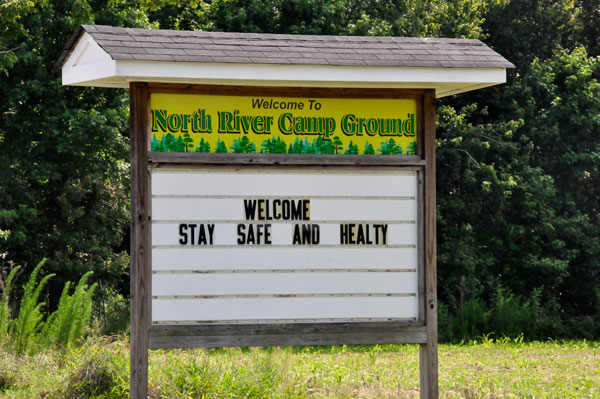 Welcome To
North River Camp Ground
WELCOME
STAY SAFE AND HEALTY